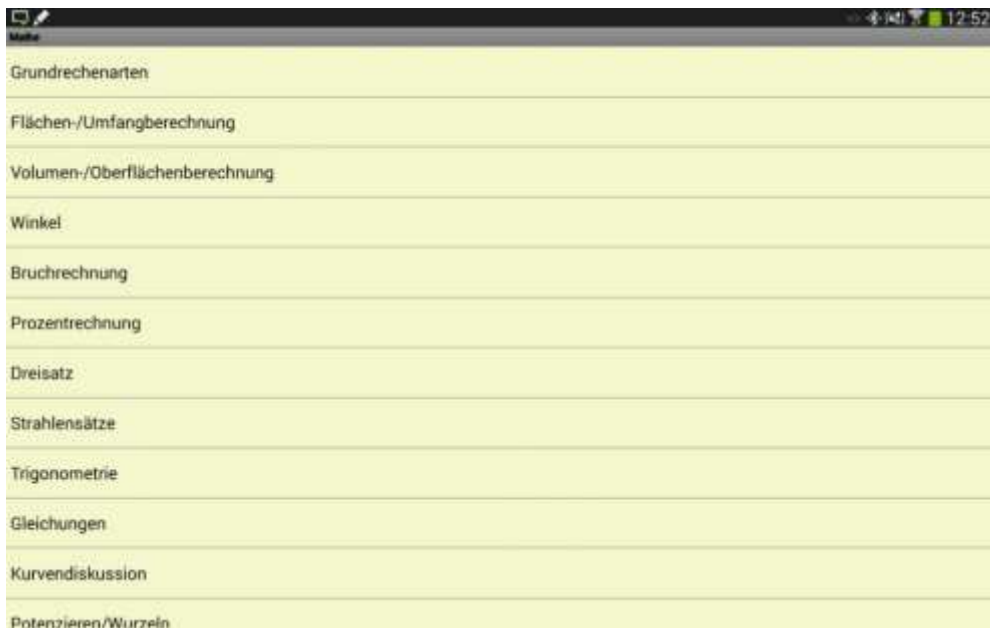 12:52
Mathe
Grundrechenarten
Flächen-/Umfangberechnung
Volumen-/Oberflächenberechnung
Winkel
Bruchrechnung
Prozentrechnung
Dreisatz
Strahlensätze
Trigonometrie
Gleichungen
Kurvendiskussion
Potenzieren/Wurzeln